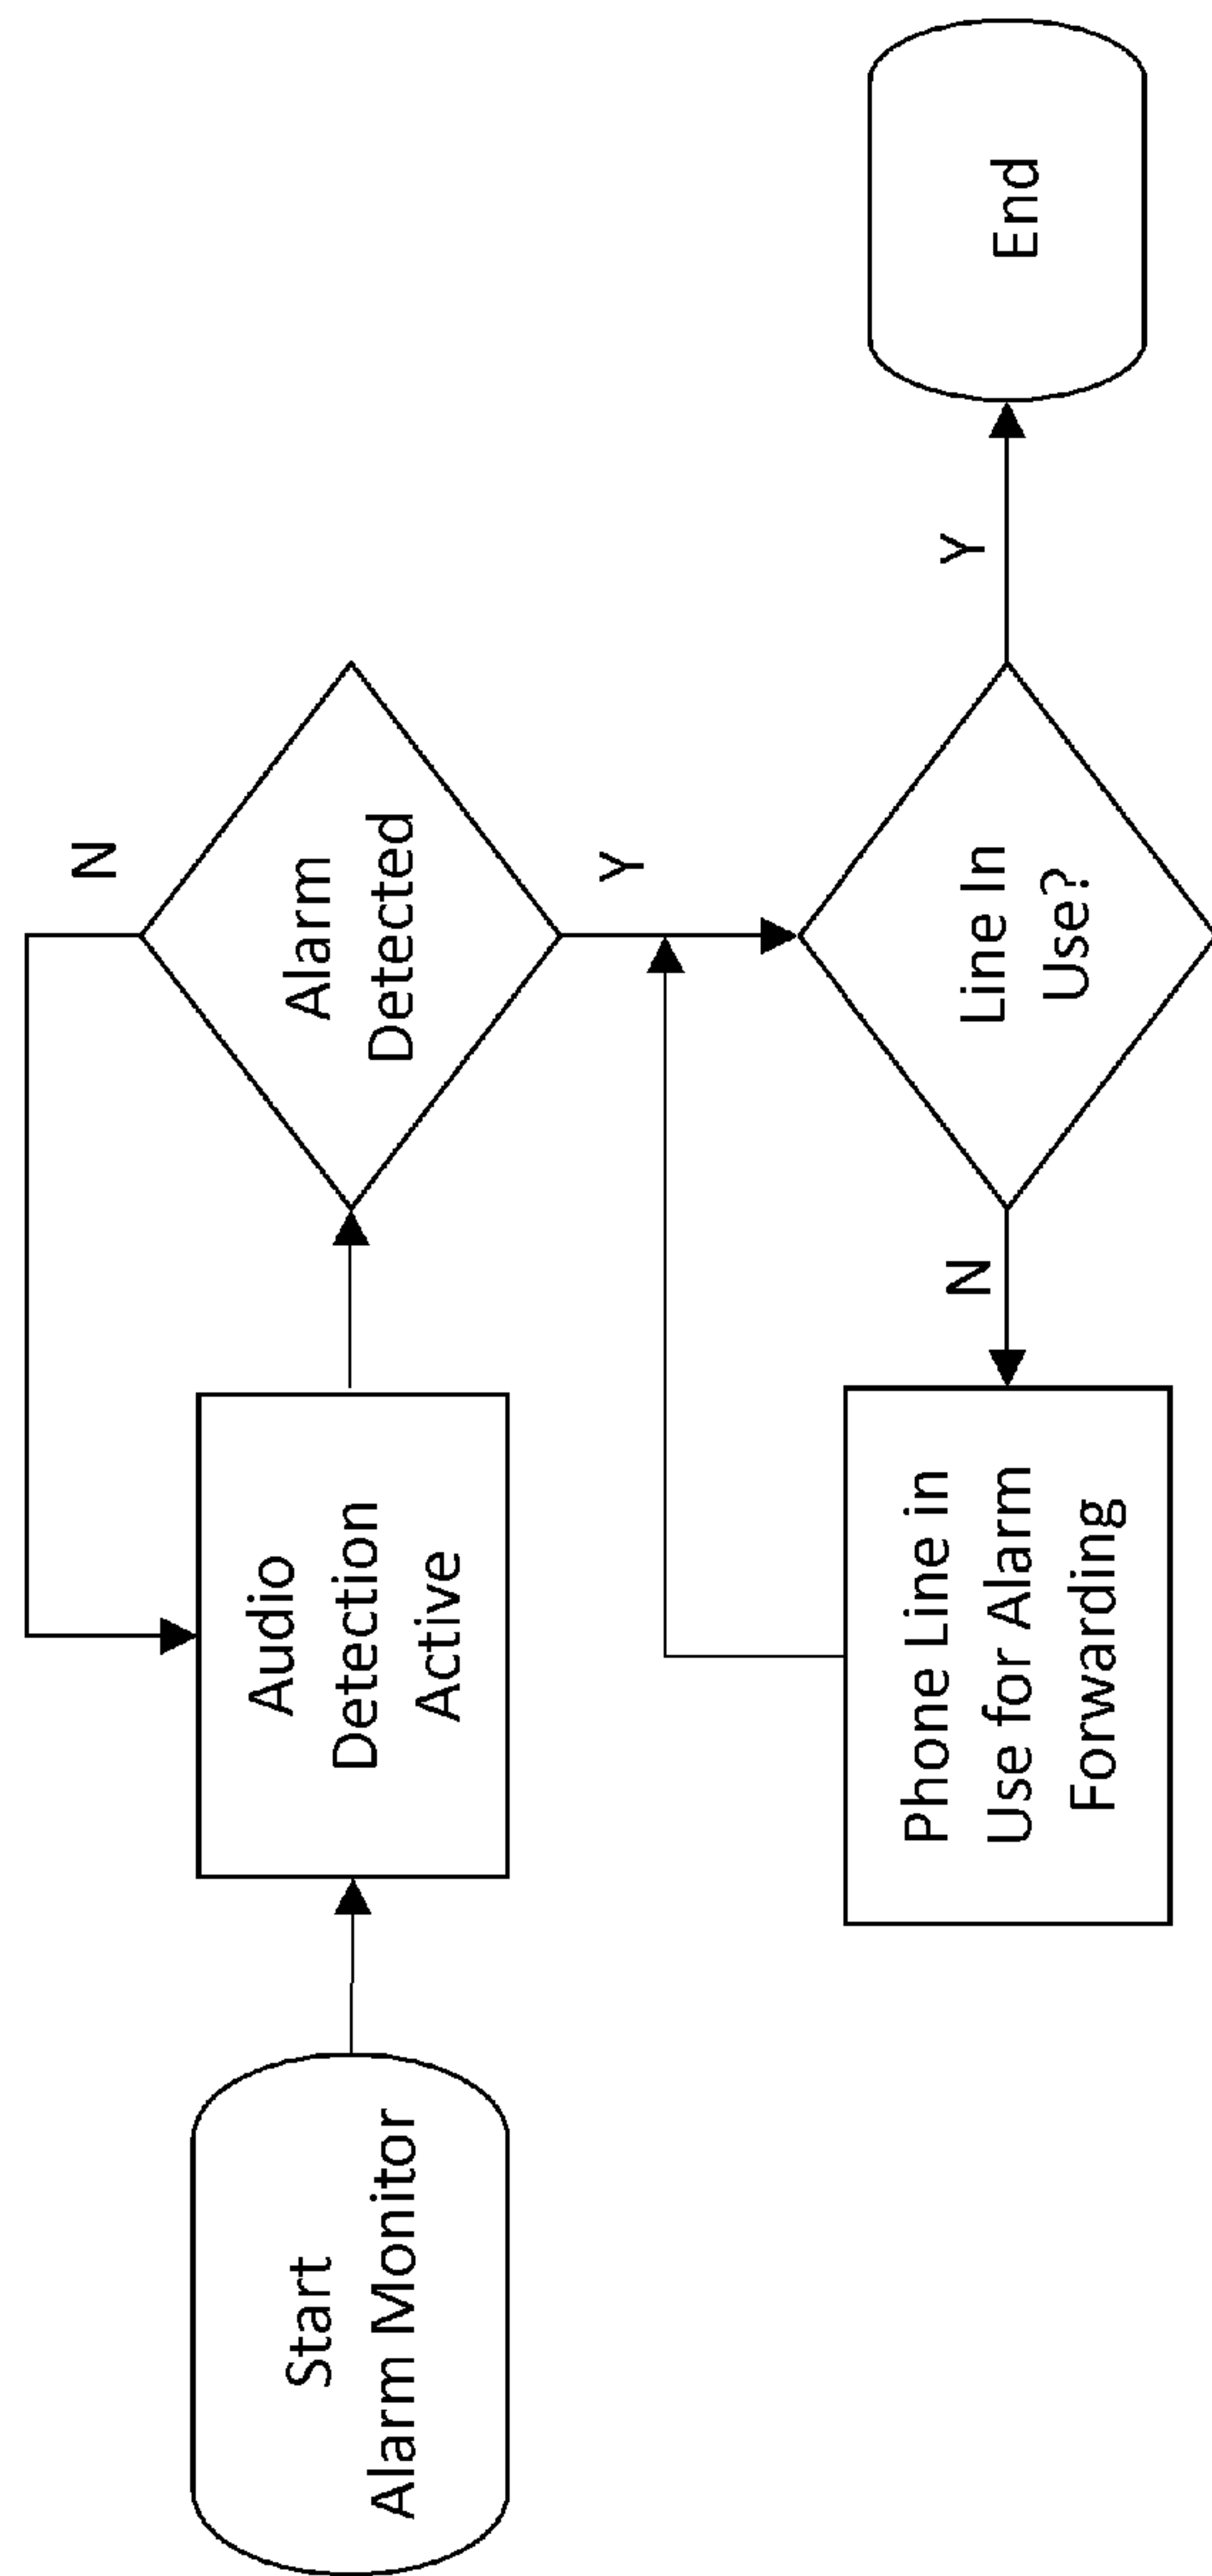 Start
Alarm Monitor
Audio
Detection
Active
Alarm
Detected
N
Y
Phone Line in
Use for Alarm
Forwarding
N
Line In
Use?
Y
End